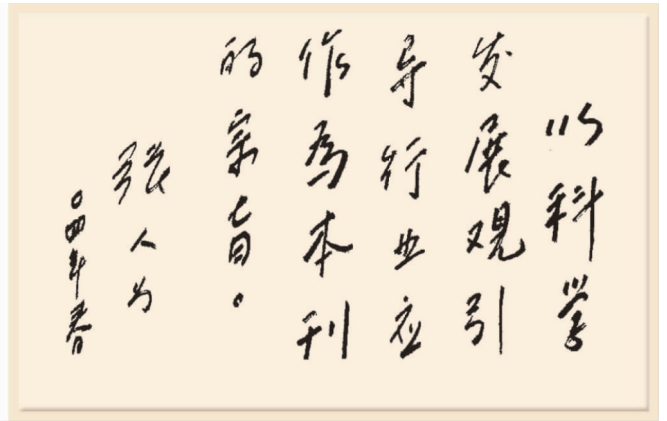 以科学
发展观引
导行业应
作为本刊
的宗旨。
张人为
〇四年春